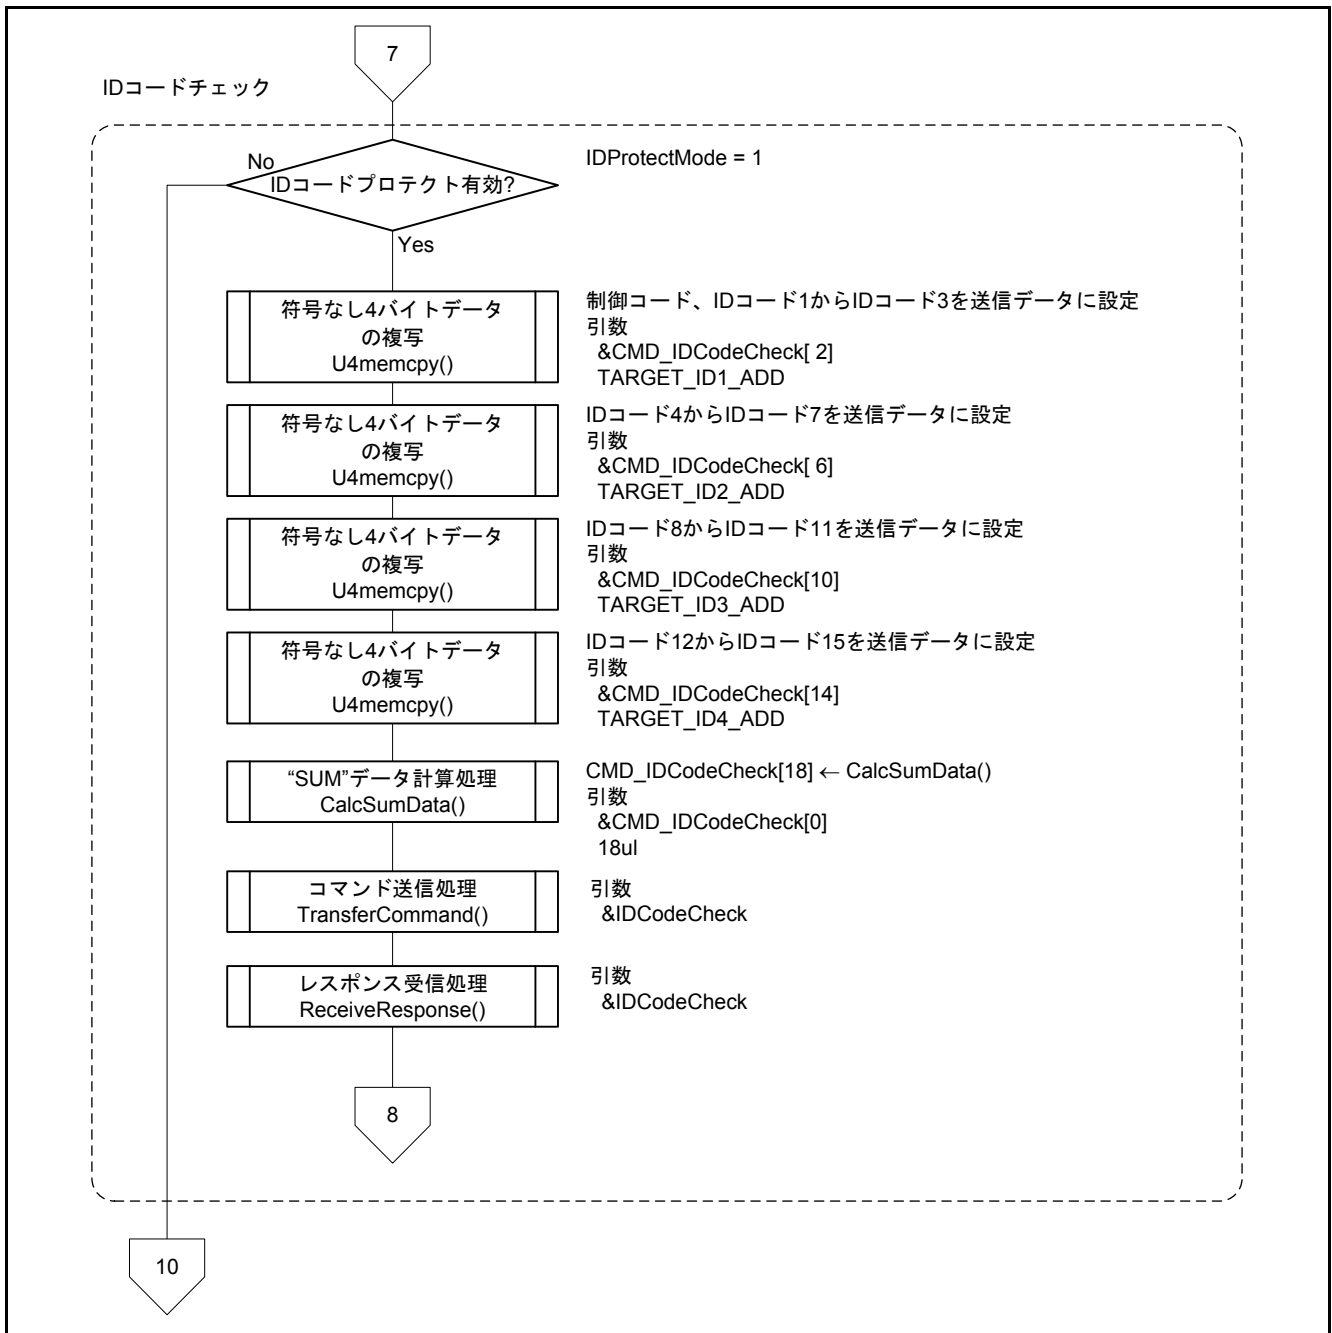 7
IDコードチェック
No
IDコードプロテクト有効?
IDProtectMode = 1
Yes
符号なし4バイトデータ
の複写
U4memcpy()
制御コード、IDコード1からIDコード3を送信データに設定
引数
&CMD_IDCodeCheck[ 2]
TARGET_ID1_ADD
符号なし4バイトデータ
の複写
U4memcpy()
IDコード4からIDコード7を送信データに設定
引数
&CMD_IDCodeCheck[ 6]
TARGET_ID2_ADD
符号なし4バイトデータ
の複写
U4memcpy()
IDコード8からIDコード11を送信データに設定
引数
&CMD_IDCodeCheck[10]
TARGET_ID3_ADD
符号なし4バイトデータ
の複写
U4memcpy()
IDコード12からIDコード15を送信データに設定
引数
&CMD_IDCodeCheck[14]
TARGET_ID4_ADD
“SUM”データ計算処理
CalcSumData()
CMD_IDCodeCheck[18] ← CalcSumData()
引数
&CMD_IDCodeCheck[0]
18ul
コマンド送信処理
TransferCommand()
引数
&IDCodeCheck
レスポンス受信処理
ReceiveResponse()
引数
&IDCodeCheck
8
10